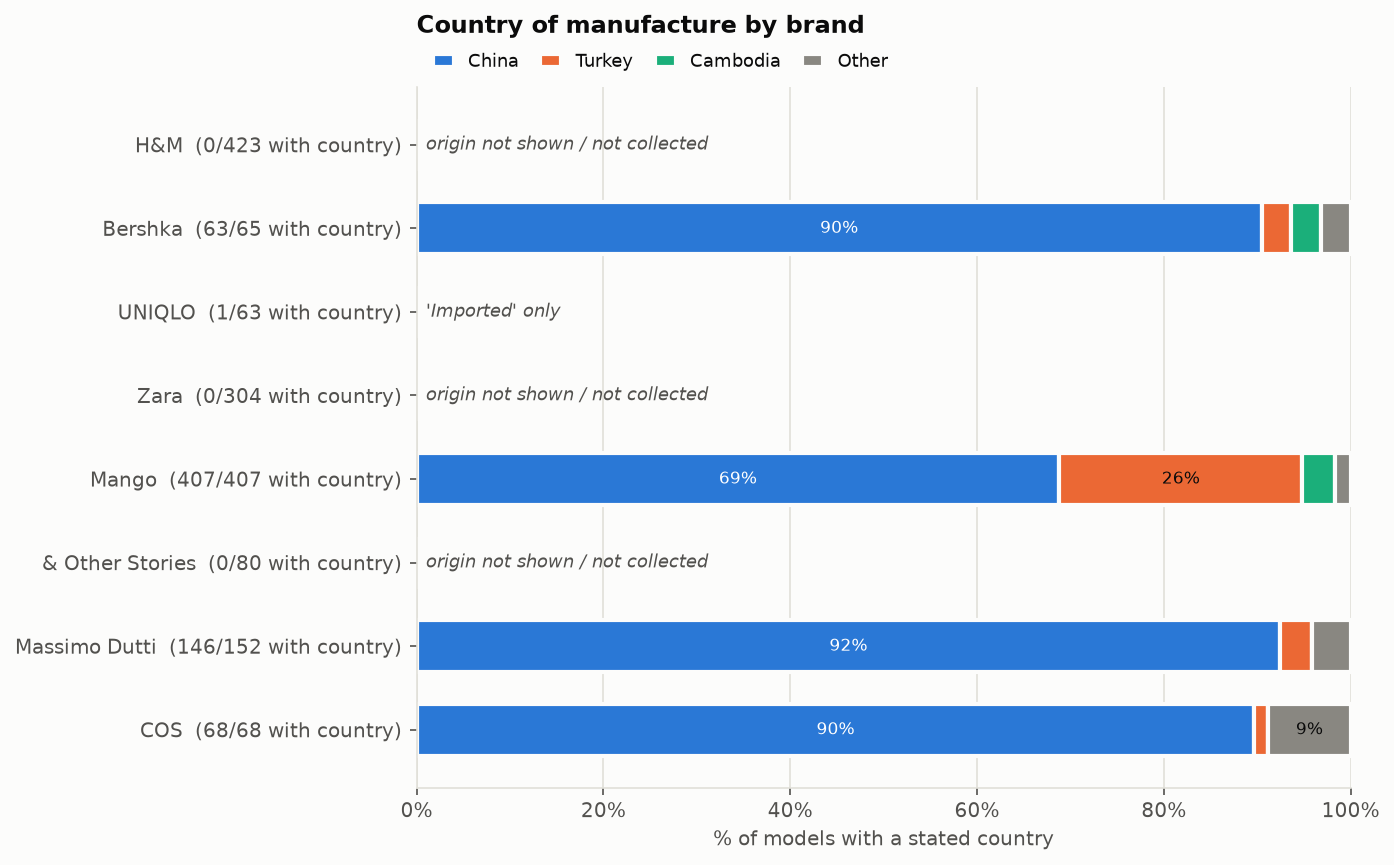 Country of manufacture by brand
China Turkey Cambodia Other
H&M (0/423 with country) origin not shown / not collected
Bershka (63/65 with country) 90%
UNIQLO (1/63 with country) 'Imported' only
Zara (0/304 with country) origin not shown / not collected
Mango (407/407 with country) 69% 26%
& Other Stories (0/80 with country) origin not shown / not collected
Massimo Dutti (146/152 with country) 92%
COS (68/68 with country) 90% 9%
0% 20% 40% 60% 80% 100%
% of models with a stated country